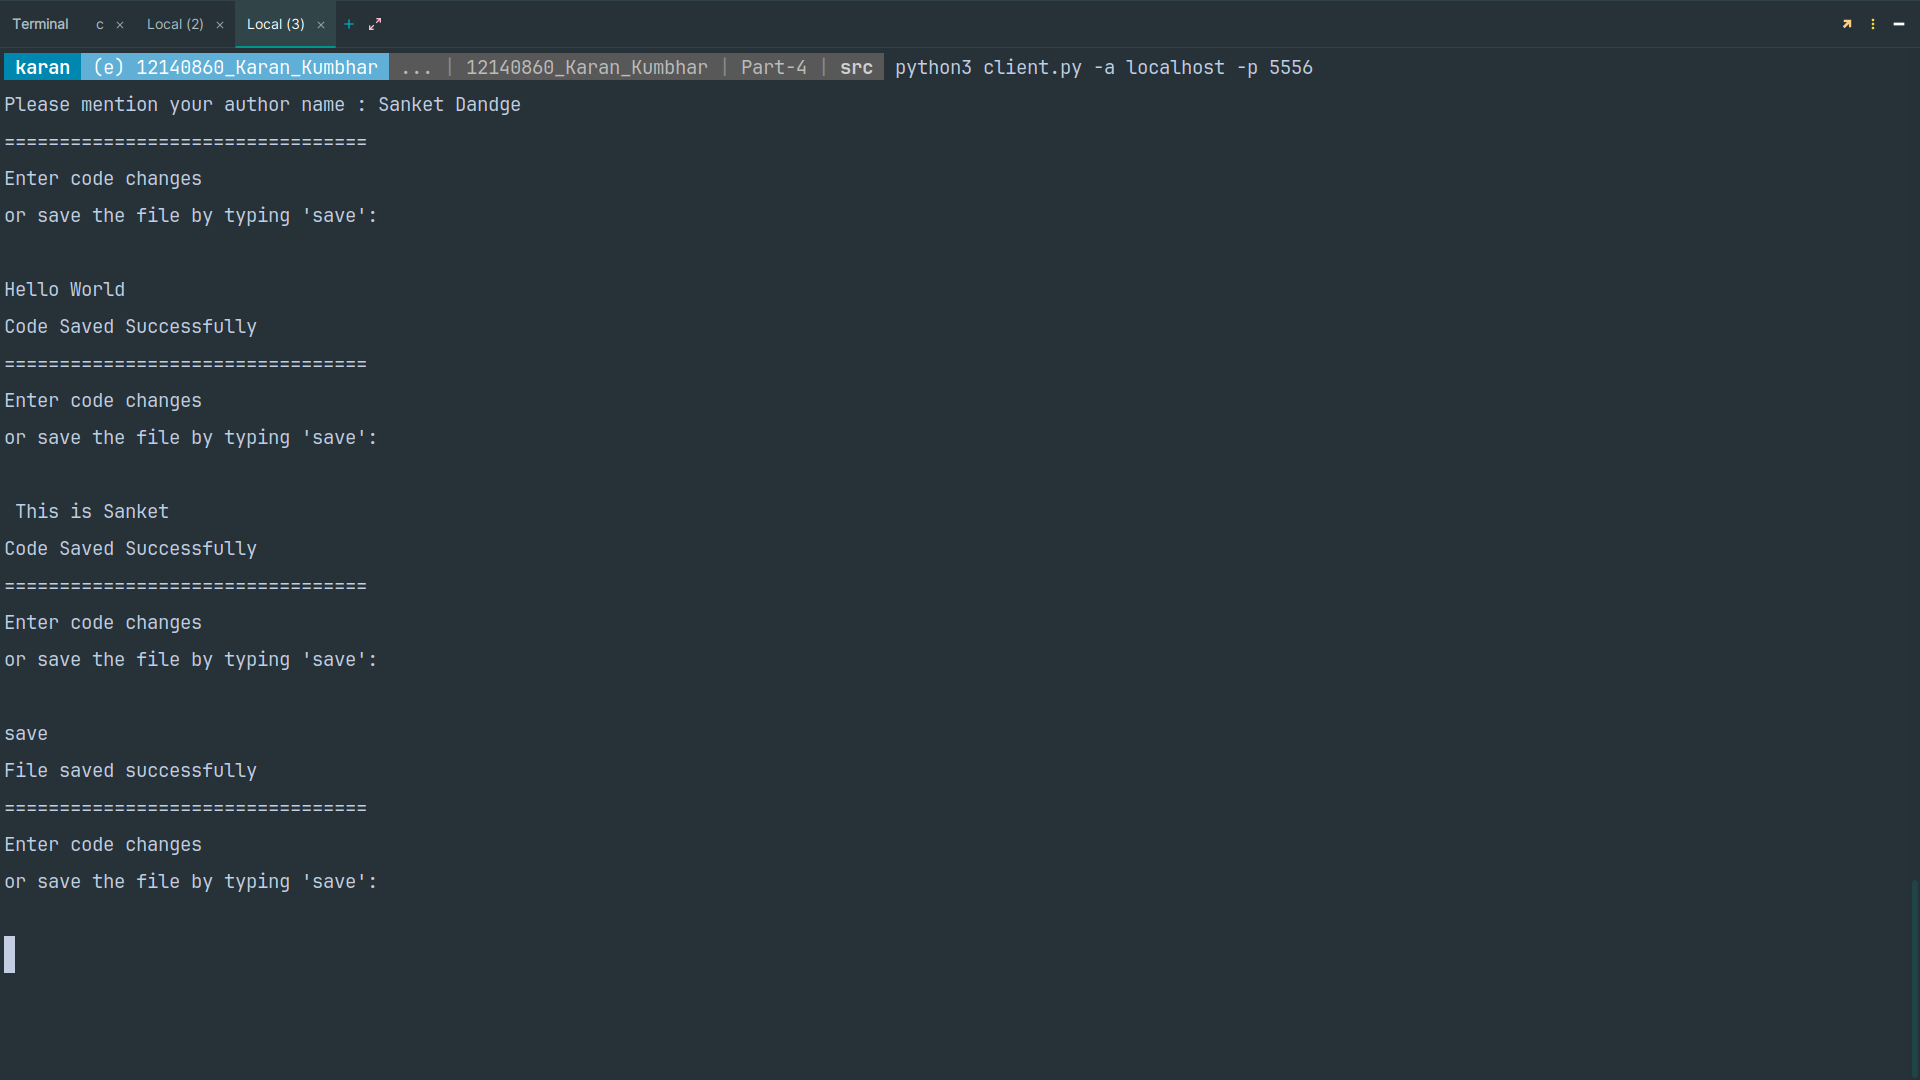 Terminal c × Local (2) × Local (3) × +
karan (e) 12140860_Karan_Kumbhar ... | 12140860_Karan_Kumbhar | Part-4 | src python3 client.py -a localhost -p 5556
Please mention your author name : Sanket Dandge
=================================
Enter code changes
or save the file by typing 'save':
Hello World
Code Saved Successfully
=================================
Enter code changes
or save the file by typing 'save':
 This is Sanket
Code Saved Successfully
=================================
Enter code changes
or save the file by typing 'save':
save
File saved successfully
=================================
Enter code changes
or save the file by typing 'save':